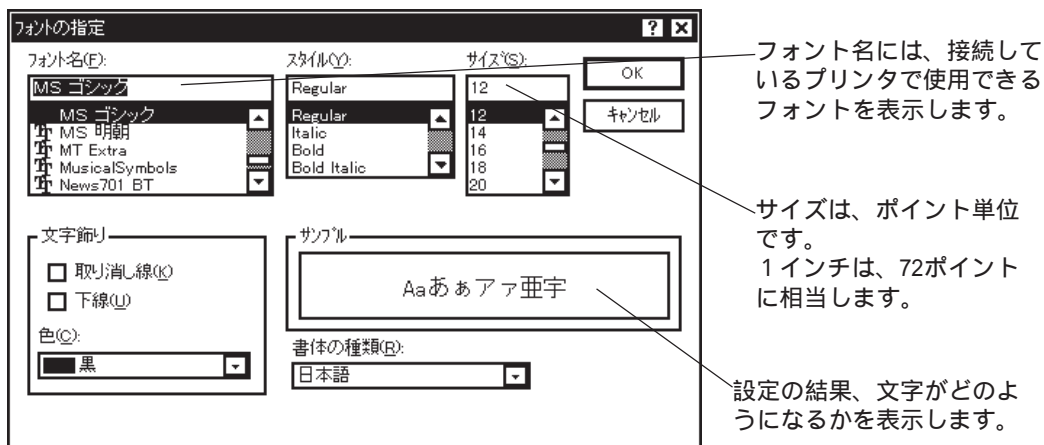 フォントの指定
? ×
フォント名(F):
MS ゴシック
MS ゴシック
MS 明朝
MT Extra
MusicalSymbols
News701 BT
スタイル(Y):
Regular
Regular
Italic
Bold
Bold Italic
サイズ(S):
12
12
14
16
18
20
OK
キャンセル
文字飾り
取り消し線(K)
下線(U)
色(C):
黒
サンプル
Aaあぁアァ亜宇
書体の種類(R):
日本語
フォント名には、接続して
いるプリンタで使用できる
フォントを表示します。
サイズは、ポイント単位
です。
1インチは、72ポイント
に相当します。
設定の結果、文字がどのよ
うになるかを表示します。